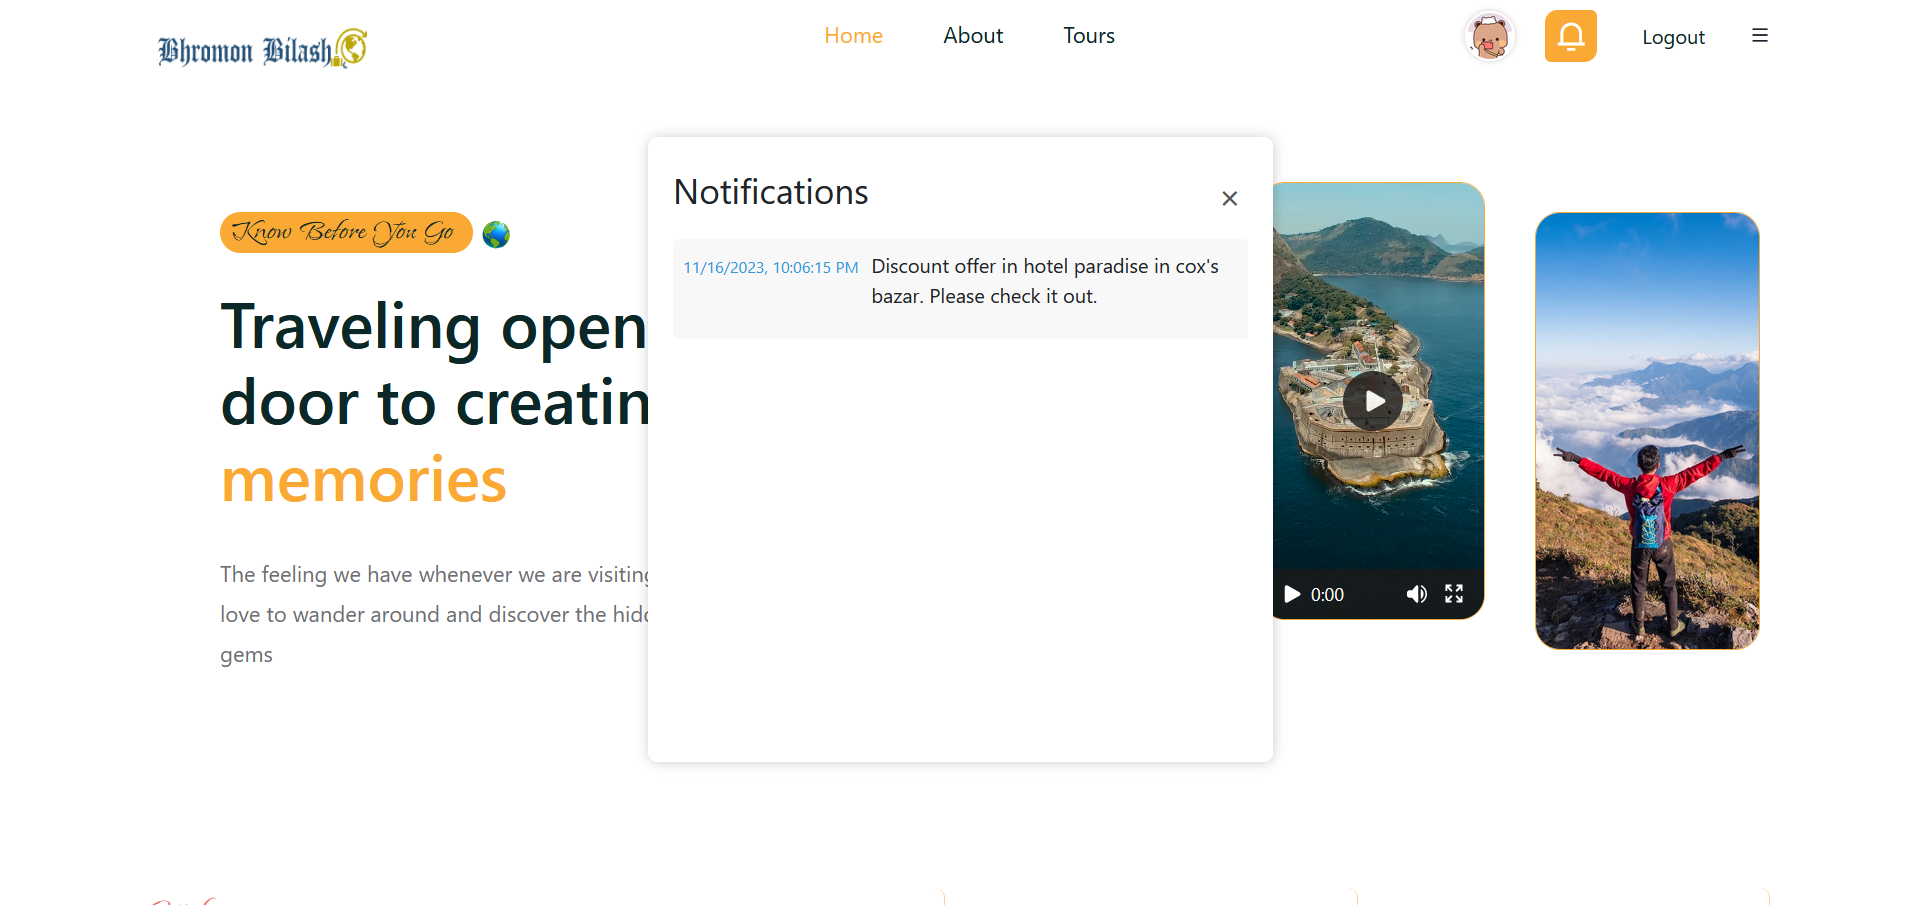 Bhromon Bilash
Home
About
Tours
Logout
Notifications
11/16/2023, 10:06:15 PM
Discount offer in hotel paradise in cox's
bazar. Please check it out.
Know Before You Go
Traveling open
door to creatin
memories
The feeling we have whenever we are visiting
love to wander around and discover the hidd
gems
0:00